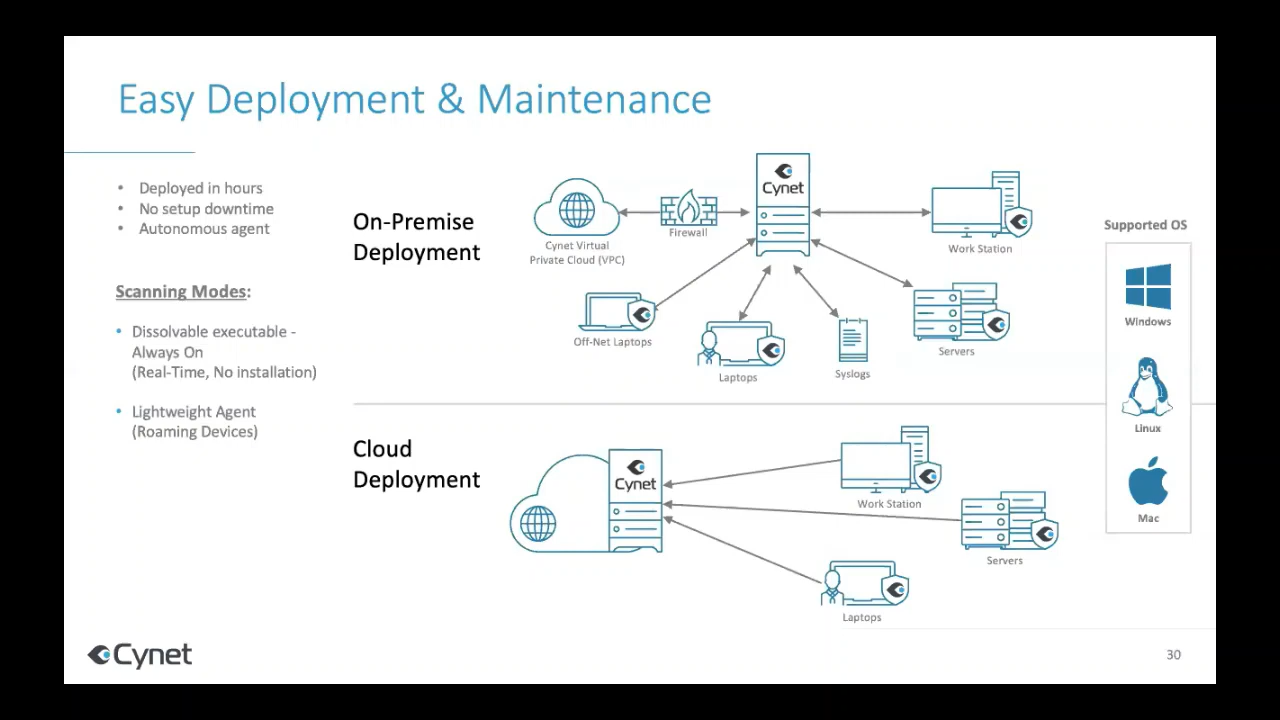 Easy Deployment & Maintenance
• Deployed in hours
• No setup downtime
• Autonomous agent
Scanning Modes:
• Dissolvable executable -
Always On
(Real-Time, No installation)
• Lightweight Agent
(Roaming Devices)
On-Premise
Deployment
Cynet Virtual
Private Cloud (VPC)
Firewall
Cynet
Work Station
Off-Net Laptops
Laptops
Syslogs
Servers
Cloud
Deployment
Cynet
Work Station
Servers
Laptops
Supported OS
Windows
Linux
Mac
Cynet
30